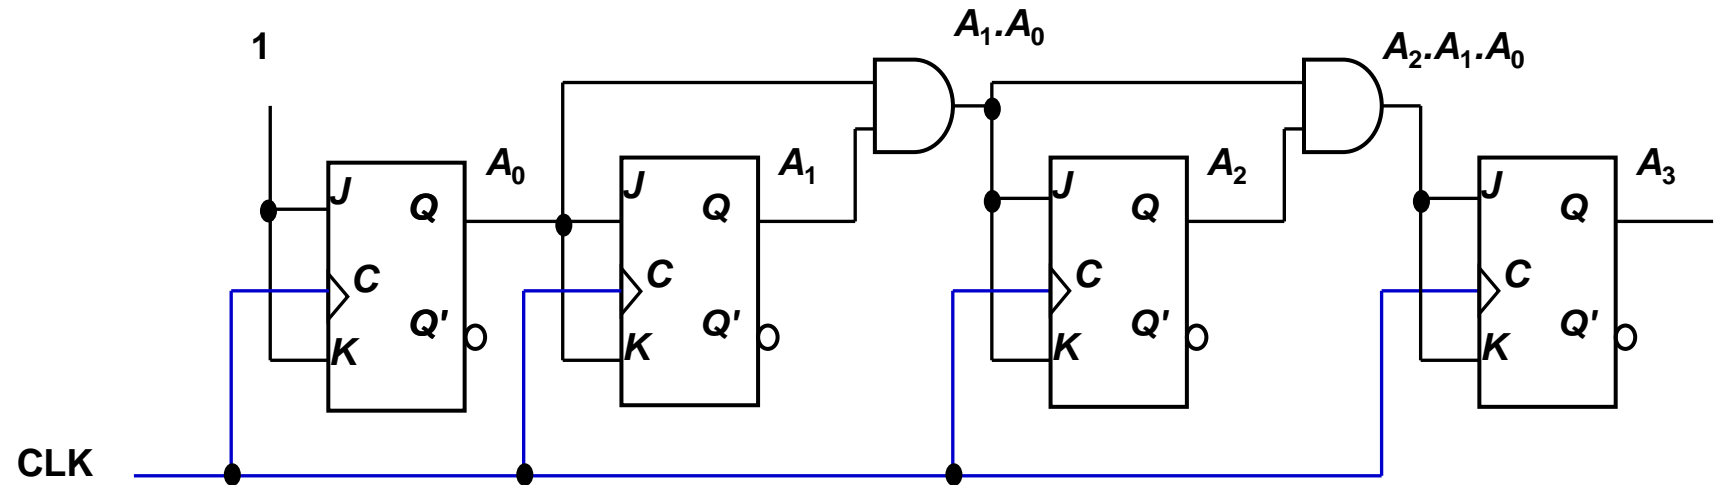 A₁.A₀
1
A₂.A₁.A₀
A₀
A₁
A₂
A₃
J
Q
C
Q'
K
J
Q
C
Q'
K
J
Q
C
Q'
K
J
Q
C
Q'
K
CLK